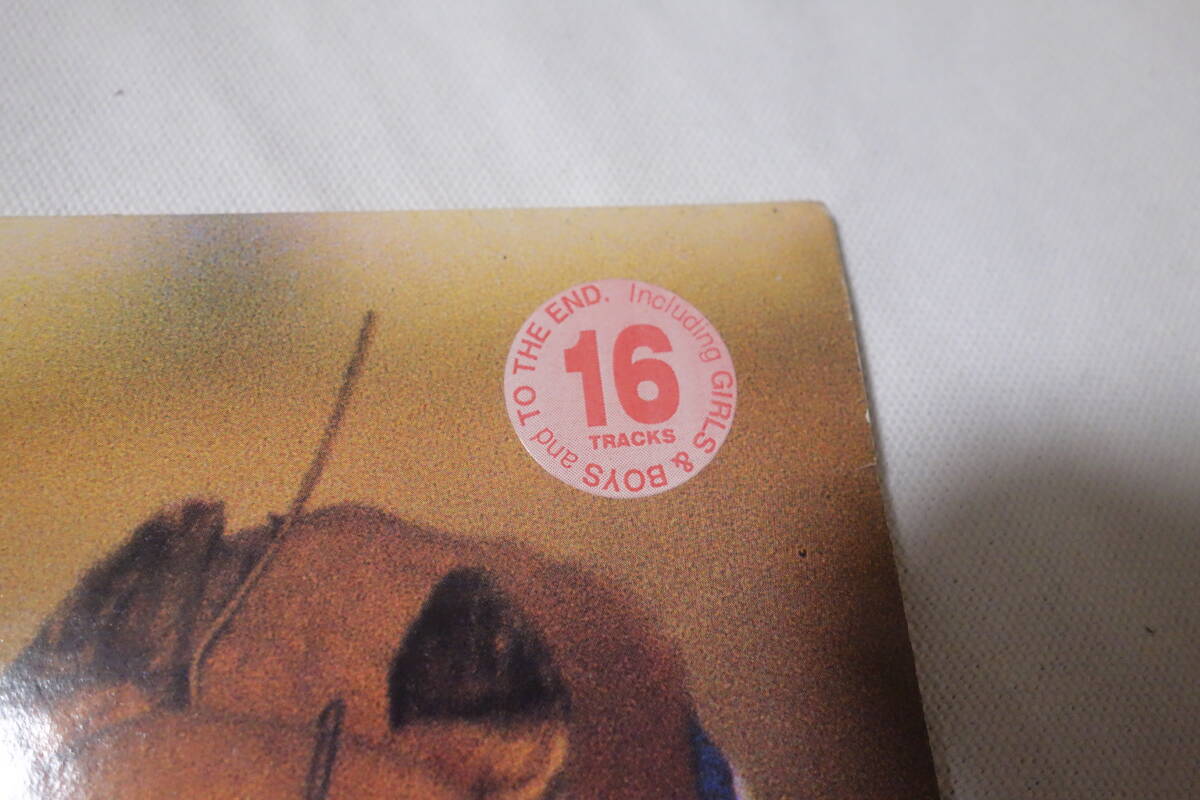 Including GIRLS & BOYS and TO THE END.
16
TRACKS